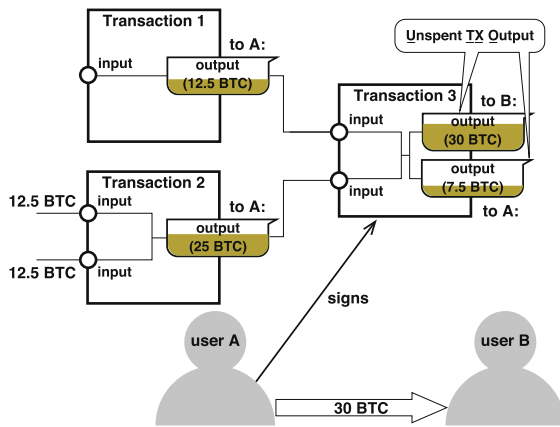 Transaction 1
input
to A:
output
(12.5 BTC)
Unspent TX Output
Transaction 3
input
input
to B:
output
(30 BTC)
output
(7.5 BTC)
to A:
12.5 BTC
12.5 BTC
Transaction 2
input
input
to A:
output
(25 BTC)
signs
user A
user B
30 BTC